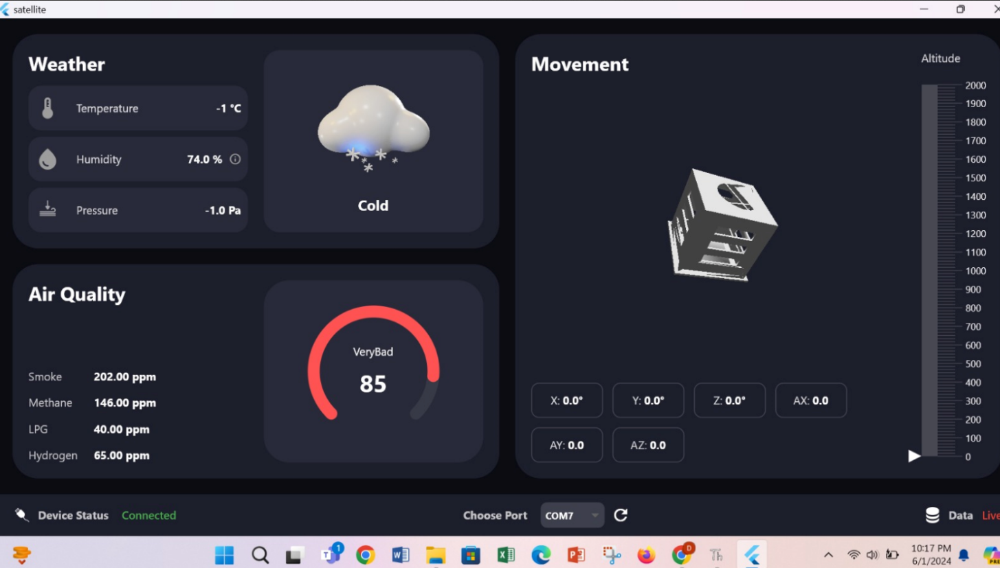 satellite
Weather
Temperature -1 °C
Humidity 74.0 %
Pressure -1.0 Pa
Cold
Air Quality
Smoke 202.00 ppm
Methane 146.00 ppm
LPG 40.00 ppm
Hydrogen 65.00 ppm
VeryBad
85
Movement
X: 0.0° Y: 0.0° Z: 0.0° AX: 0.0
AY: 0.0 AZ: 0.0
Altitude
2000
1900
1800
1700
1600
1500
1400
1300
1200
1100
1000
900
800
700
600
500
400
300
200
100
0
Device Status Connected
Choose Port COM7
Data Live
1
D
Th
10:17 PM
6/1/2024